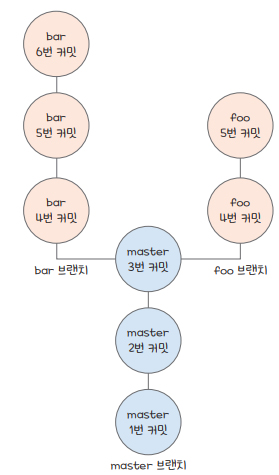 bar
6번 커밋
bar
5번 커밋
foo
5번 커밋
bar
4번 커밋
foo
4번 커밋
master
3번 커밋
bar 브랜치
foo 브랜치
master
2번 커밋
master
1번 커밋
master 브랜치